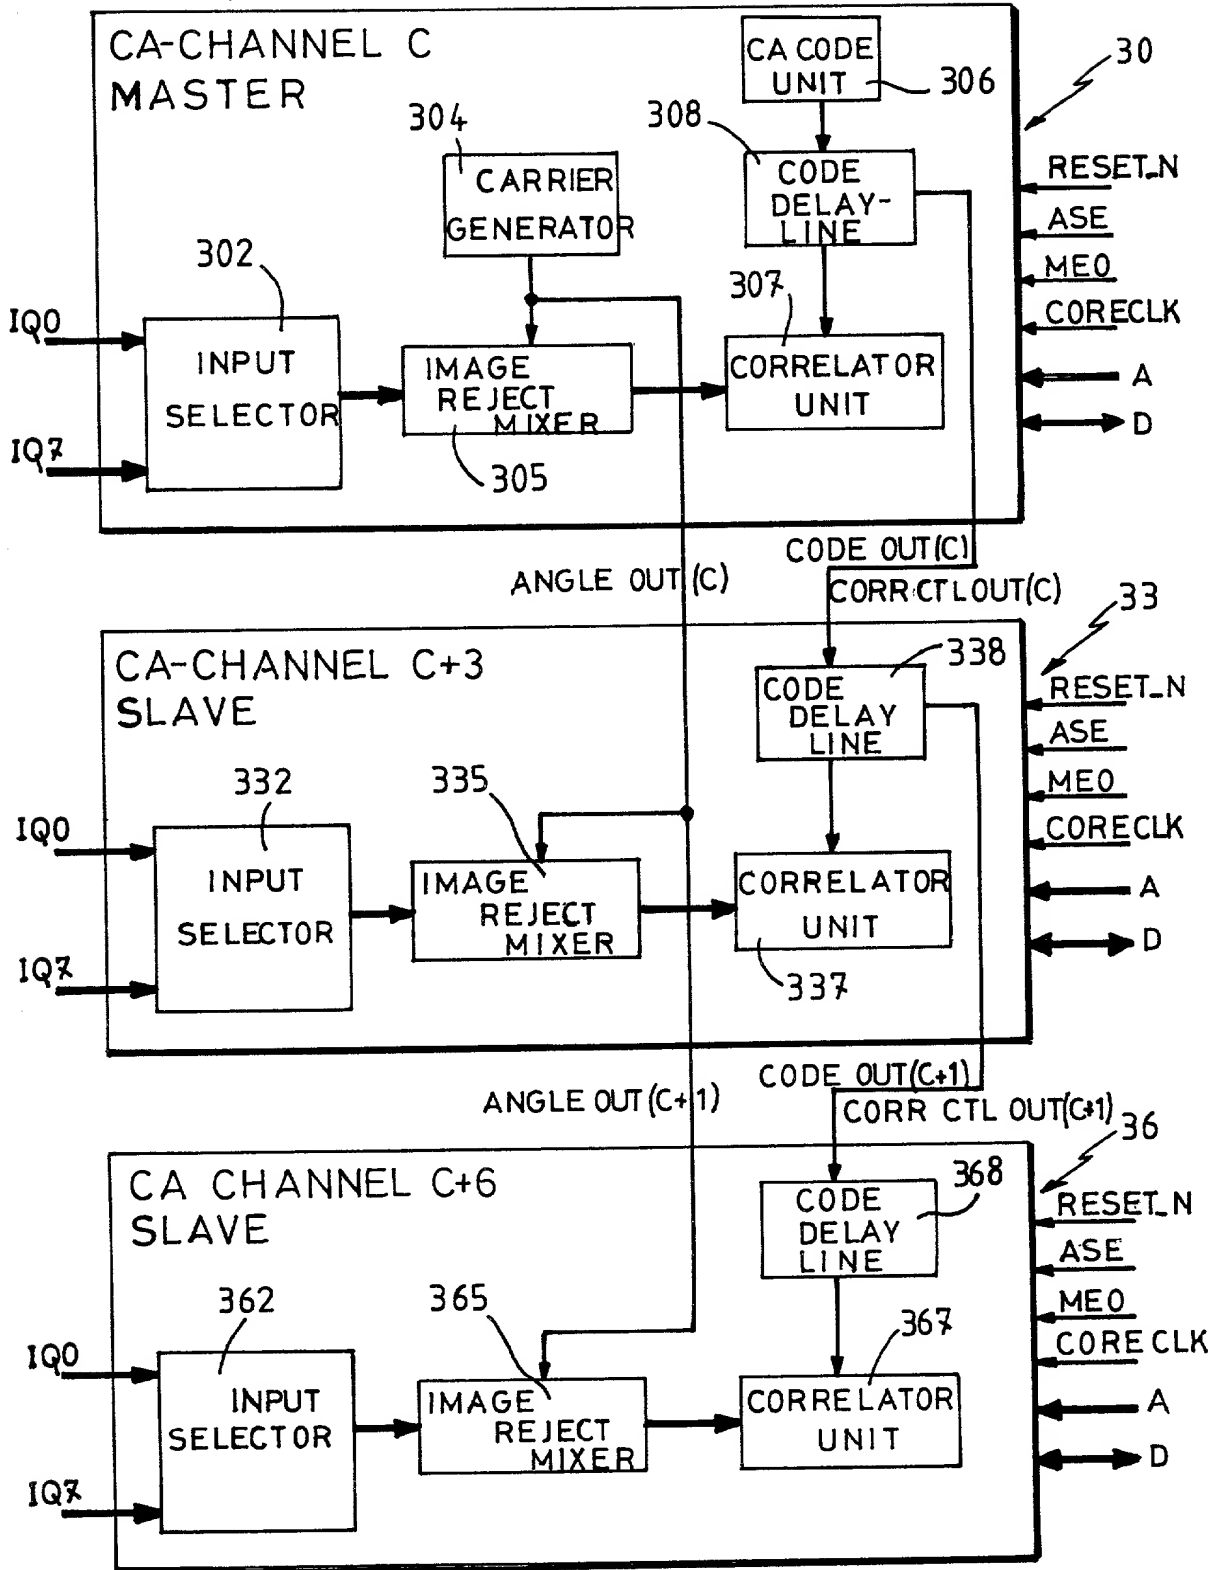 CA-CHANNEL C
MASTER
CA CODE
UNIT
306
30
304
308
CARRIER
GENERATOR
CODE
DELAY-
LINE
RESET_N
ASE
MEO
CORECLK
A
D
302
307
IQ0
IQ7
INPUT
SELECTOR
IMAGE
REJECT
MIXER
305
CORRELATOR
UNIT
CODE OUT(C)
ANGLE OUT(C)
CORR CTL OUT(C)
33
CA-CHANNEL C+3
SLAVE
338
CODE
DELAY
LINE
RESET_N
ASE
MEO
CORECLK
A
D
332
335
IQ0
IQ7
INPUT
SELECTOR
IMAGE
REJECT
MIXER
CORRELATOR
UNIT
337
CODE OUT(C+1)
ANGLE OUT(C+1)
CORR CTL OUT(C+1)
36
CA CHANNEL C+6
SLAVE
368
CODE
DELAY
LINE
RESET_N
ASE
MEO
CORECLK
A
D
362
365
367
IQ0
IQ7
INPUT
SELECTOR
IMAGE
REJECT
MIXER
CORRELATOR
UNIT